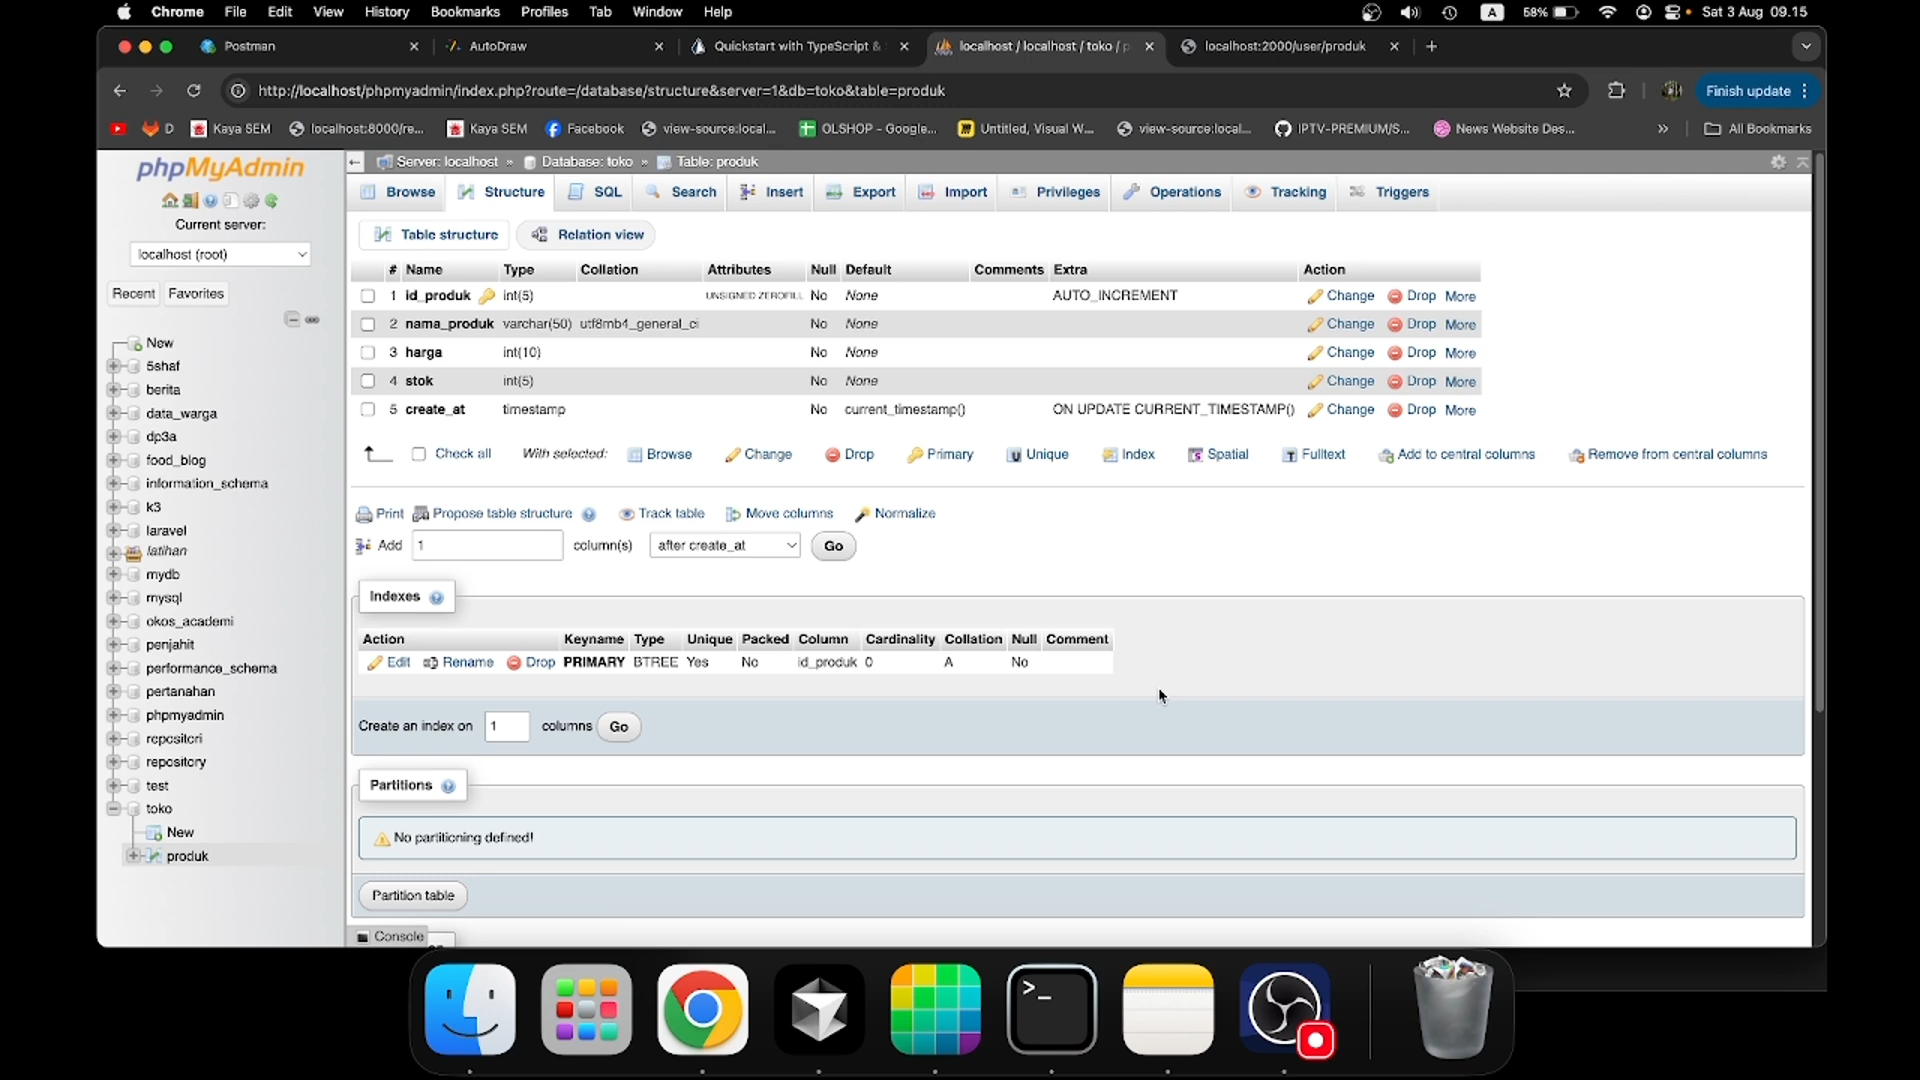 Chrome File Edit View History Bookmarks Profiles Tab Window Help A 58% Sat 3 Aug 09.15
Postman AutoDraw Quickstart with TypeScript & localhost / localhost / toko / p localhost:2000/user/produk
http://localhost/phpmyadmin/index.php?route=/database/structure&server=1&db=toko&table=produk Finish update
D Kaya SEM localhost:8000/re... Kaya SEM Facebook view-source:local... OLSHOP - Google... Untitled, Visual W... view-source:local... IPTV-PREMIUM/S... News Website Des... » All Bookmarks
phpMyAdmin
Current server:
localhost (root)
Recent Favorites
New
5shaf
berita
data_warga
dp3a
food_blog
information_schema
k3
laravel
latihan
mydb
mysql
okos_academi
penjahit
performance_schema
pertanahan
phpmyadmin
repositori
repository
test
toko
New
produk
Server: localhost » Database: toko » Table: produk
Browse Structure SQL Search Insert Export Import Privileges Operations Tracking Triggers
Table structure Relation view
# Name Type Collation Attributes Null Default Comments Extra Action
1 id_produk int(5) UNSIGNED ZEROFILL No None AUTO_INCREMENT Change Drop More
2 nama_produk varchar(50) utf8mb4_general_ci No None Change Drop More
3 harga int(10) No None Change Drop More
4 stok int(5) No None Change Drop More
5 create_at timestamp No current_timestamp() ON UPDATE CURRENT_TIMESTAMP() Change Drop More
Check all With selected: Browse Change Drop Primary Unique Index Spatial Fulltext Add to central columns Remove from central columns
Print Propose table structure Track table Move columns Normalize
Add 1 column(s) after create_at Go
Indexes
Action Keyname Type Unique Packed Column Cardinality Collation Null Comment
Edit Rename Drop PRIMARY BTREE Yes No id_produk 0 A No
Create an index on 1 columns Go
Partitions
No partitioning defined!
Partition table
Console